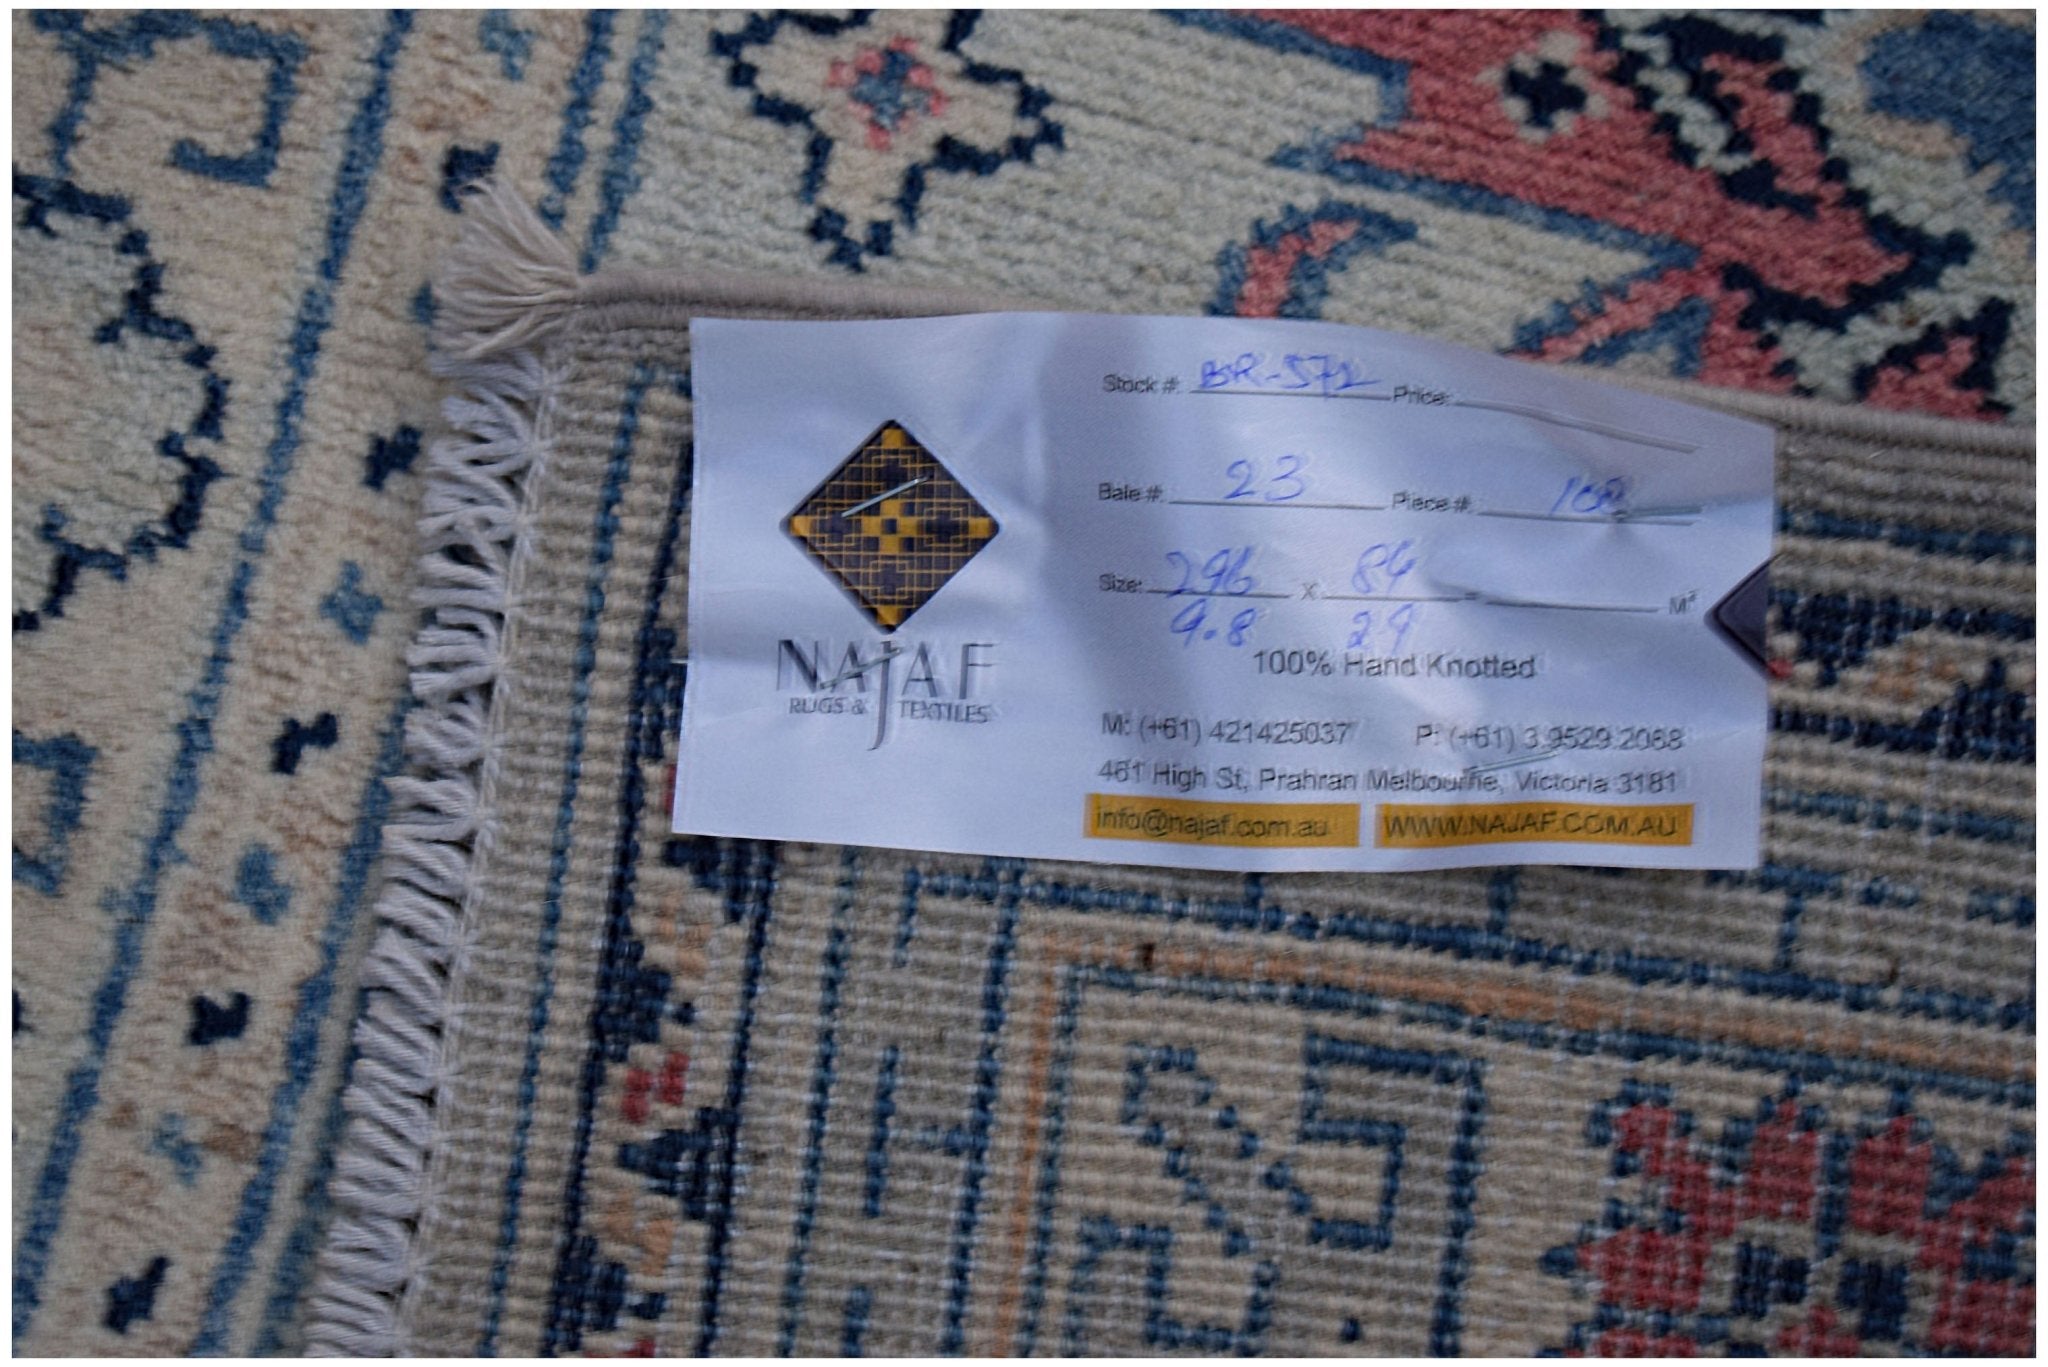 Stock #: BR-572 Price:
Bale #: 23 Piece #: 108
Size: 296 X 84 = M²
9.8 29
100% Hand Knotted
NAJAF
RUGS & TEXTILES
M: (+61) 421425037 P: (+61) 3 9529 2068
461 High St, Prahran Melbourne, Victoria 3181
info@najaf.com.au WWW.NAJAF.COM.AU